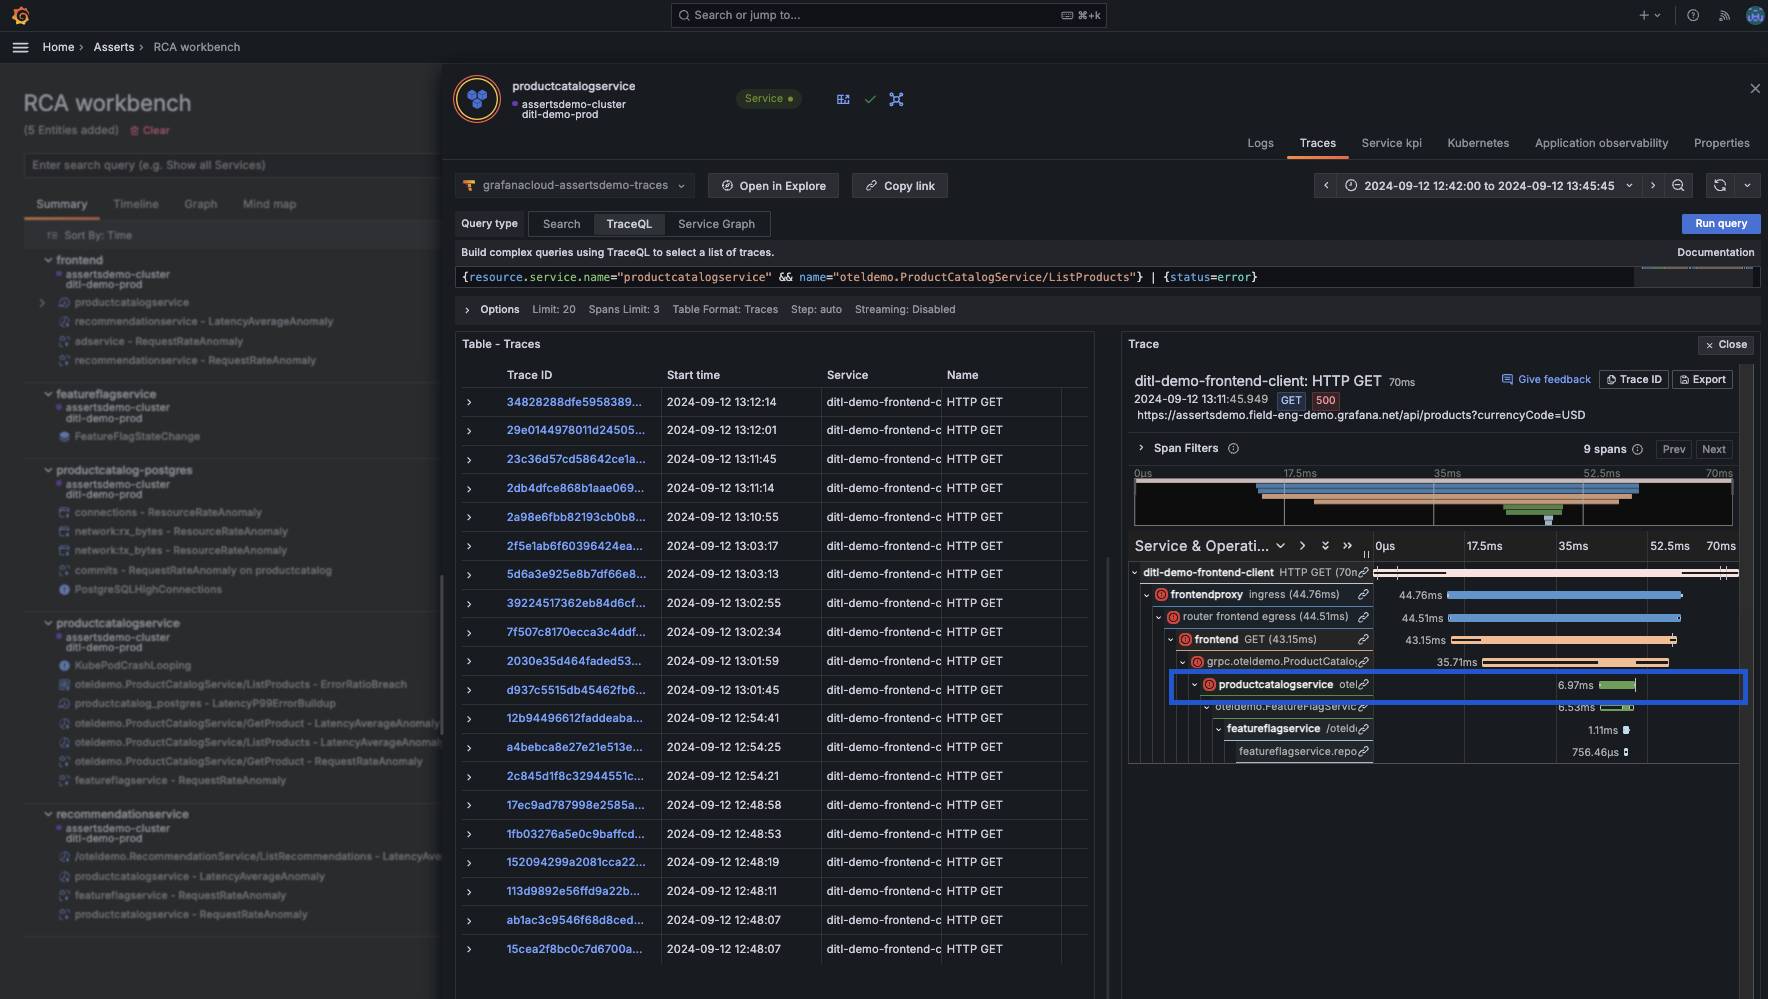 Search or jump to...
⌘+k
Home › Asserts › RCA workbench
RCA workbench
(5 Entities added) Clear
Enter search query (e.g. Show all Services)
Summary Timeline Graph Mind map
Sort By: Time
frontend
assertsdemo-cluster
ditl-demo-prod
productcatalogservice
recommendationservice - LatencyAverageAnomaly
adservice - RequestRateAnomaly
recommendationservice - RequestRateAnomaly
featureflagservice
assertsdemo-cluster
ditl-demo-prod
FeatureFlagStateChange
productcatalog-postgres
assertsdemo-cluster
ditl-demo-prod
connections - ResourceRateAnomaly
network:rx_bytes - ResourceRateAnomaly
network:tx_bytes - ResourceRateAnomaly
commits - RequestRateAnomaly on productcatalog
PostgreSQLHighConnections
productcatalogservice
assertsdemo-cluster
ditl-demo-prod
KubePodCrashLooping
oteldemo.ProductCatalogService/ListProducts - ErrorRatioBreach
productcatalog_postgres - LatencyP99ErrorBuildup
oteldemo.ProductCatalogService/GetProduct - LatencyAverageAnomaly
oteldemo.ProductCatalogService/ListProducts - LatencyAverageAnomal
oteldemo.ProductCatalogService/GetProduct - RequestRateAnomaly
featureflagservice - RequestRateAnomaly
recommendationservice
assertsdemo-cluster
ditl-demo-prod
/oteldemo.RecommendationService/ListRecommendations - LatencyAve
productcatalogservice - LatencyAverageAnomaly
featureflagservice - RequestRateAnomaly
productcatalogservice - RequestRateAnomaly
productcatalogservice
assertsdemo-cluster
ditl-demo-prod
Service
Logs Traces Service kpi Kubernetes Application observability Properties
grafanacloud-assertsdemo-traces Open in Explore Copy link 2024-09-12 12:42:00 to 2024-09-12 13:45:45
Query type Search TraceQL Service Graph Run query
Build complex queries using TraceQL to select a list of traces. Documentation
{resource.service.name="productcatalogservice" && name="oteldemo.ProductCatalogService/ListProducts"} | {status=error}
Options Limit: 20 Spans Limit: 3 Table Format: Traces Step: auto Streaming: Disabled
Table - Traces
Trace ID Start time Service Name
34828288dfe5958389... 2024-09-12 13:12:14 ditl-demo-frontend-c HTTP GET
29e0144978011d24505... 2024-09-12 13:12:01 ditl-demo-frontend-c HTTP GET
23c36d57cd58642ce1a... 2024-09-12 13:11:45 ditl-demo-frontend-c HTTP GET
2db4dfce868b1aae069... 2024-09-12 13:11:14 ditl-demo-frontend-c HTTP GET
2a98e6fbb82193cb0b8... 2024-09-12 13:10:55 ditl-demo-frontend-c HTTP GET
2f5e1ab6f60396424ea... 2024-09-12 13:03:17 ditl-demo-frontend-c HTTP GET
5d6a3e925e8b7df66e8... 2024-09-12 13:03:13 ditl-demo-frontend-c HTTP GET
39224517362eb84d6cf... 2024-09-12 13:02:55 ditl-demo-frontend-c HTTP GET
7f507c8170ecca3c4ddf... 2024-09-12 13:02:34 ditl-demo-frontend-c HTTP GET
2030e35d464faded53... 2024-09-12 13:01:59 ditl-demo-frontend-c HTTP GET
d937c5515db45462fb6... 2024-09-12 13:01:45 ditl-demo-frontend-c HTTP GET
12b94496612faddeaba... 2024-09-12 12:54:41 ditl-demo-frontend-c HTTP GET
a4bebca8e27e21e513e... 2024-09-12 12:54:25 ditl-demo-frontend-c HTTP GET
2c845d1f8c32944551c... 2024-09-12 12:54:21 ditl-demo-frontend-c HTTP GET
17ec9ad787998e2585a... 2024-09-12 12:48:58 ditl-demo-frontend-c HTTP GET
1fb03276a5e0c9baffcd... 2024-09-12 12:48:53 ditl-demo-frontend-c HTTP GET
152094299a2081cca22... 2024-09-12 12:48:19 ditl-demo-frontend-c HTTP GET
113d9892e56ffd9a22b... 2024-09-12 12:48:11 ditl-demo-frontend-c HTTP GET
ab1ac3c9546f68d8ced... 2024-09-12 12:48:07 ditl-demo-frontend-c HTTP GET
15cea2f8bc0c7d6700a... 2024-09-12 12:48:07 ditl-demo-frontend-c HTTP GET
Trace Close
ditl-demo-frontend-client: HTTP GET 70ms Give feedback Trace ID Export
2024-09-12 13:11:45.949 GET 500
https://assertsdemo.field-eng-demo.grafana.net/api/products?currencyCode=USD
Span Filters 9 spans Prev Next
0µs 17.5ms 35ms 52.5ms 70ms
Service & Operati... 0µs 17.5ms 35ms 52.5ms 70ms
ditl-demo-frontend-client HTTP GET (70m
frontendproxy ingress (44.76ms) 44.76ms
router frontend egress (44.51ms) 44.51ms
frontend GET (43.15ms) 43.15ms
grpc.oteldemo.ProductCatalog 35.71ms
productcatalogservice otel 6.97ms
oteldemo.FeatureFlagServic 6.53ms
featureflagservice /oteld 1.11ms
featureflagservice.repo 756.46µs